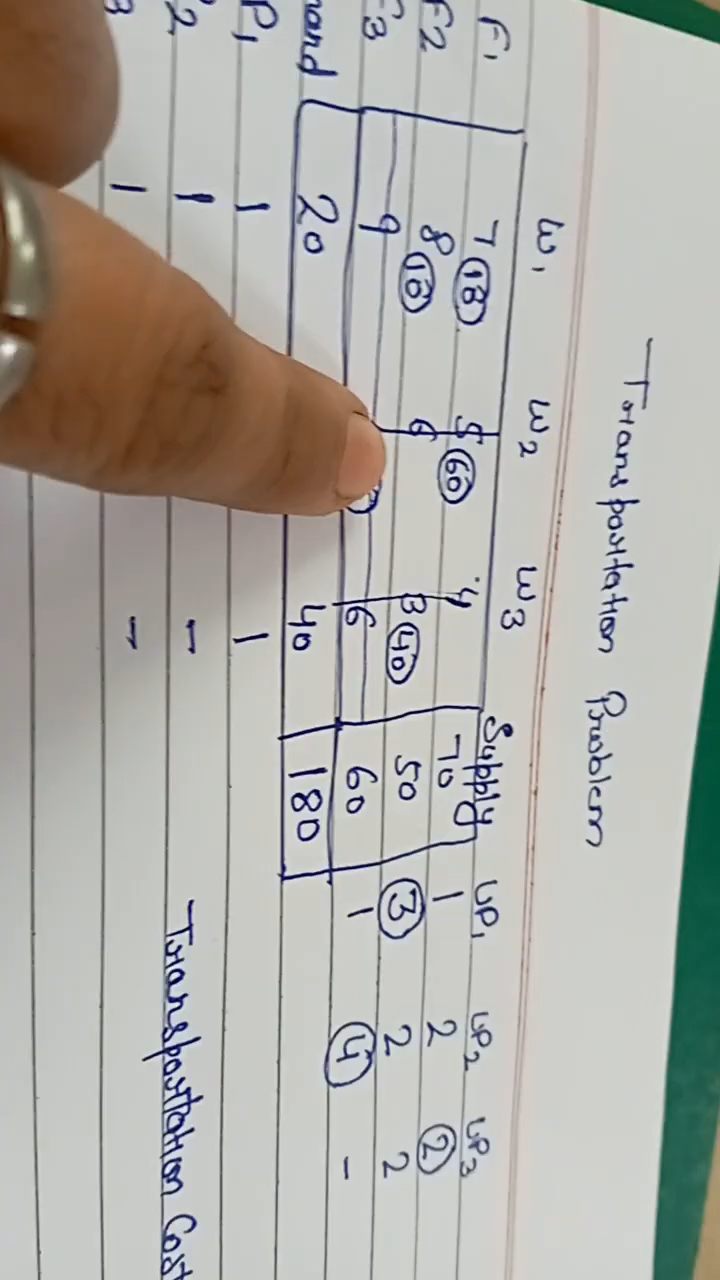 Transportation Problem
W1 W2 W3 Supply UP1 UP2 UP3
F1 7 (10) 5 (60) 4 70 1 2 (2)
F2 8 (10) 6 3 (40) 50 (3) 2 2
F3 9 6 60 1 (4) -
mand 20 40 180
P1 1 1
2 1 -
3 1 -
Transportation Cost